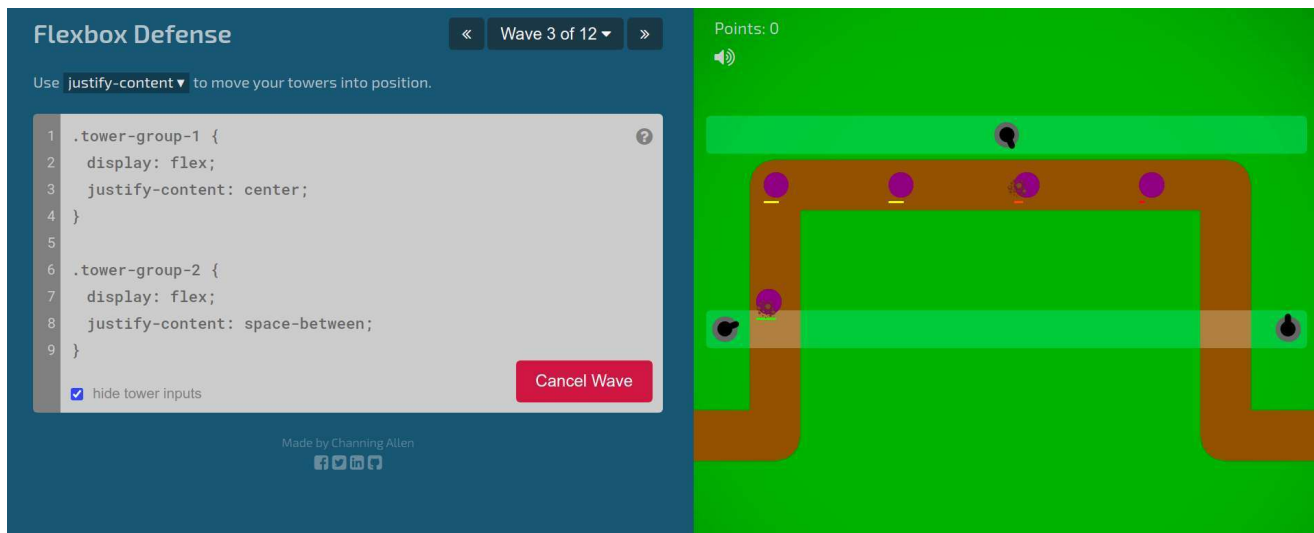 Flexbox Defense
« Wave 3 of 12 ▾ »
Points: 0
Use justify-content ▾ to move your towers into position.
1 .tower-group-1 {
2 display: flex;
3 justify-content: center;
4 }
5
6 .tower-group-2 {
7 display: flex;
8 justify-content: space-between;
9 }
hide tower inputs
Cancel Wave
Made by Channing Allen